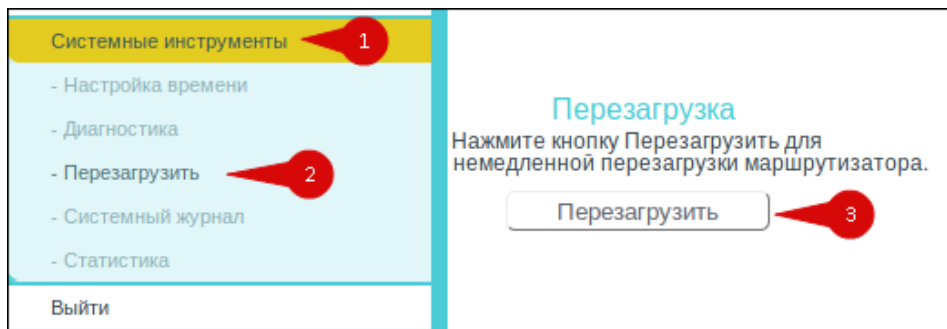 Системные инструменты
1
- Настройка времени
- Диагностика
- Перезагрузить
2
- Системный журнал
- Статистика
Выйти
Перезагрузка
Нажмите кнопку Перезагрузить для
немедленной перезагрузки маршрутизатора.
Перезагрузить
3